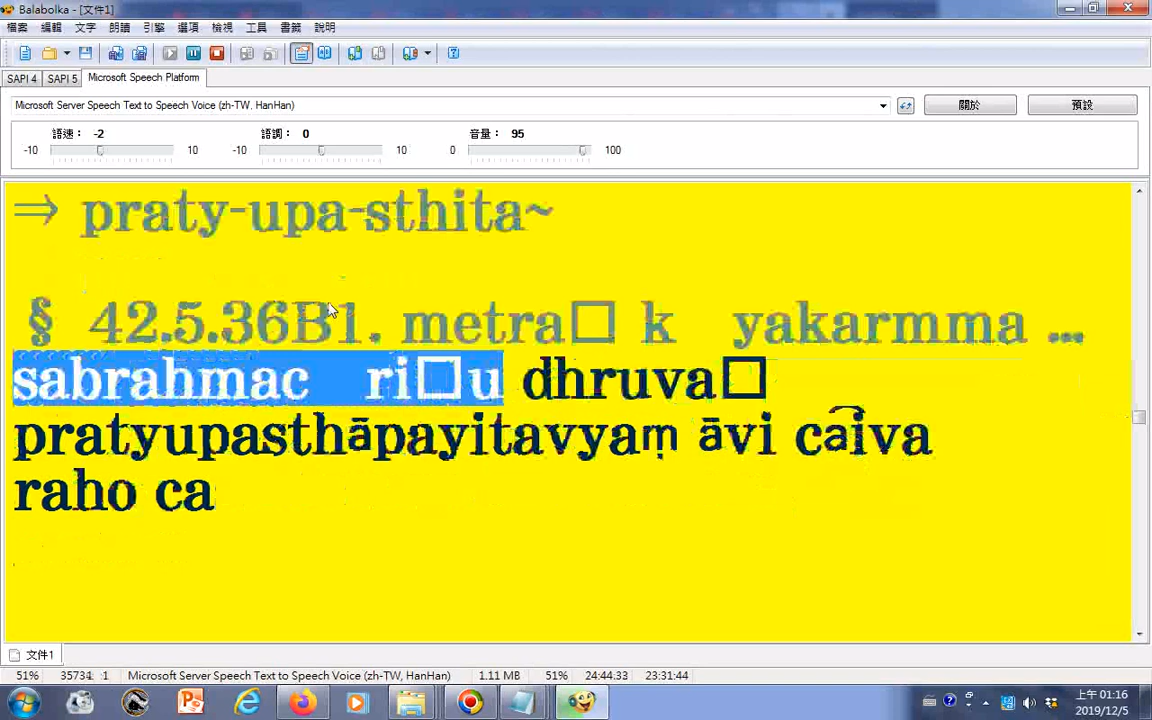 Balabolka - [文件1]
檔案 編輯 文字 朗讀 引擎 選項 檢視 工具 書籤 說明
SAPI 4 SAPI 5 Microsoft Speech Platform
Microsoft Server Speech Text to Speech Voice (zh-TW, HanHan) 關於 預設
語速： -2 語調： 0 音量： 95
-10 10 -10 10 0 100
⇒ praty-upa-sthita~
§ 42.5.36B1. metra□ k yakarmma ...
sabrahmac ri□u dhruva□
pratyupasthāpayitavyaṃ āvi ca͡iva
raho ca
文件1
51% 35734: 1 Microsoft Server Speech Text to Speech Voice (zh-TW, HanHan) 1.11 MB 51% 24:44:33 23:31:44
上午 01:16
2019/12/5